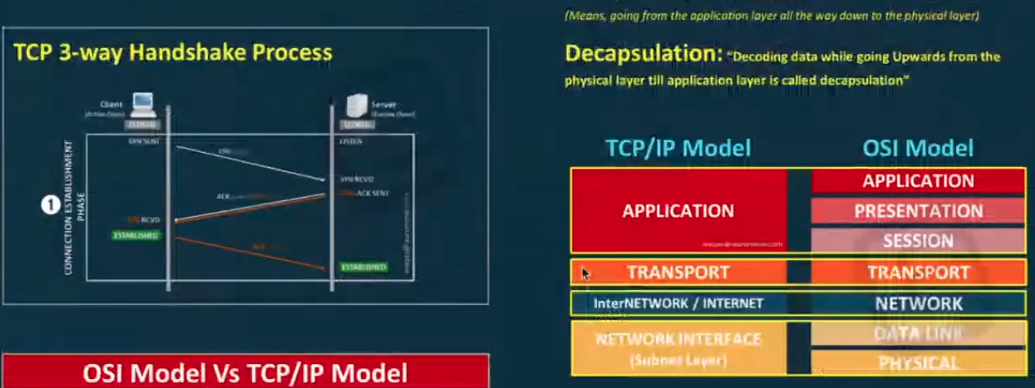 TCP 3-way Handshake Process
Client
Server
CLOSED
SYN SENT
LISTEN
SYN
SYN RCVD
ACK
ACK SENT
RCVD
ESTABLISHED
ESTABLISHED
1
CONNECTION ESTABLISHMENT
PHASE
OSI Model Vs TCP/IP Model
(Means, going from the application layer all the way down to the physical layer)
Decapsulation: "Decoding data while going Upwards from the
physical layer till application layer is called decapsulation"
TCP/IP Model
OSI Model
APPLICATION
APPLICATION
PRESENTATION
SESSION
TRANSPORT
TRANSPORT
InterNETWORK / INTERNET
NETWORK
NETWORK INTERFACE
(Subnet Layer)
DATA LINK
PHYSICAL